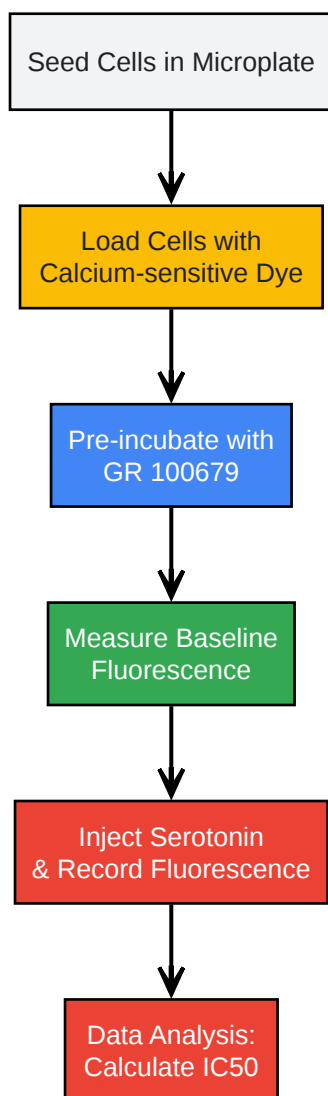 Seed Cells in Microplate
Load Cells with
Calcium-sensitive Dye
Pre-incubate with
GR 100679
Measure Baseline
Fluorescence
Inject Serotonin
& Record Fluorescence
Data Analysis:
Calculate IC50